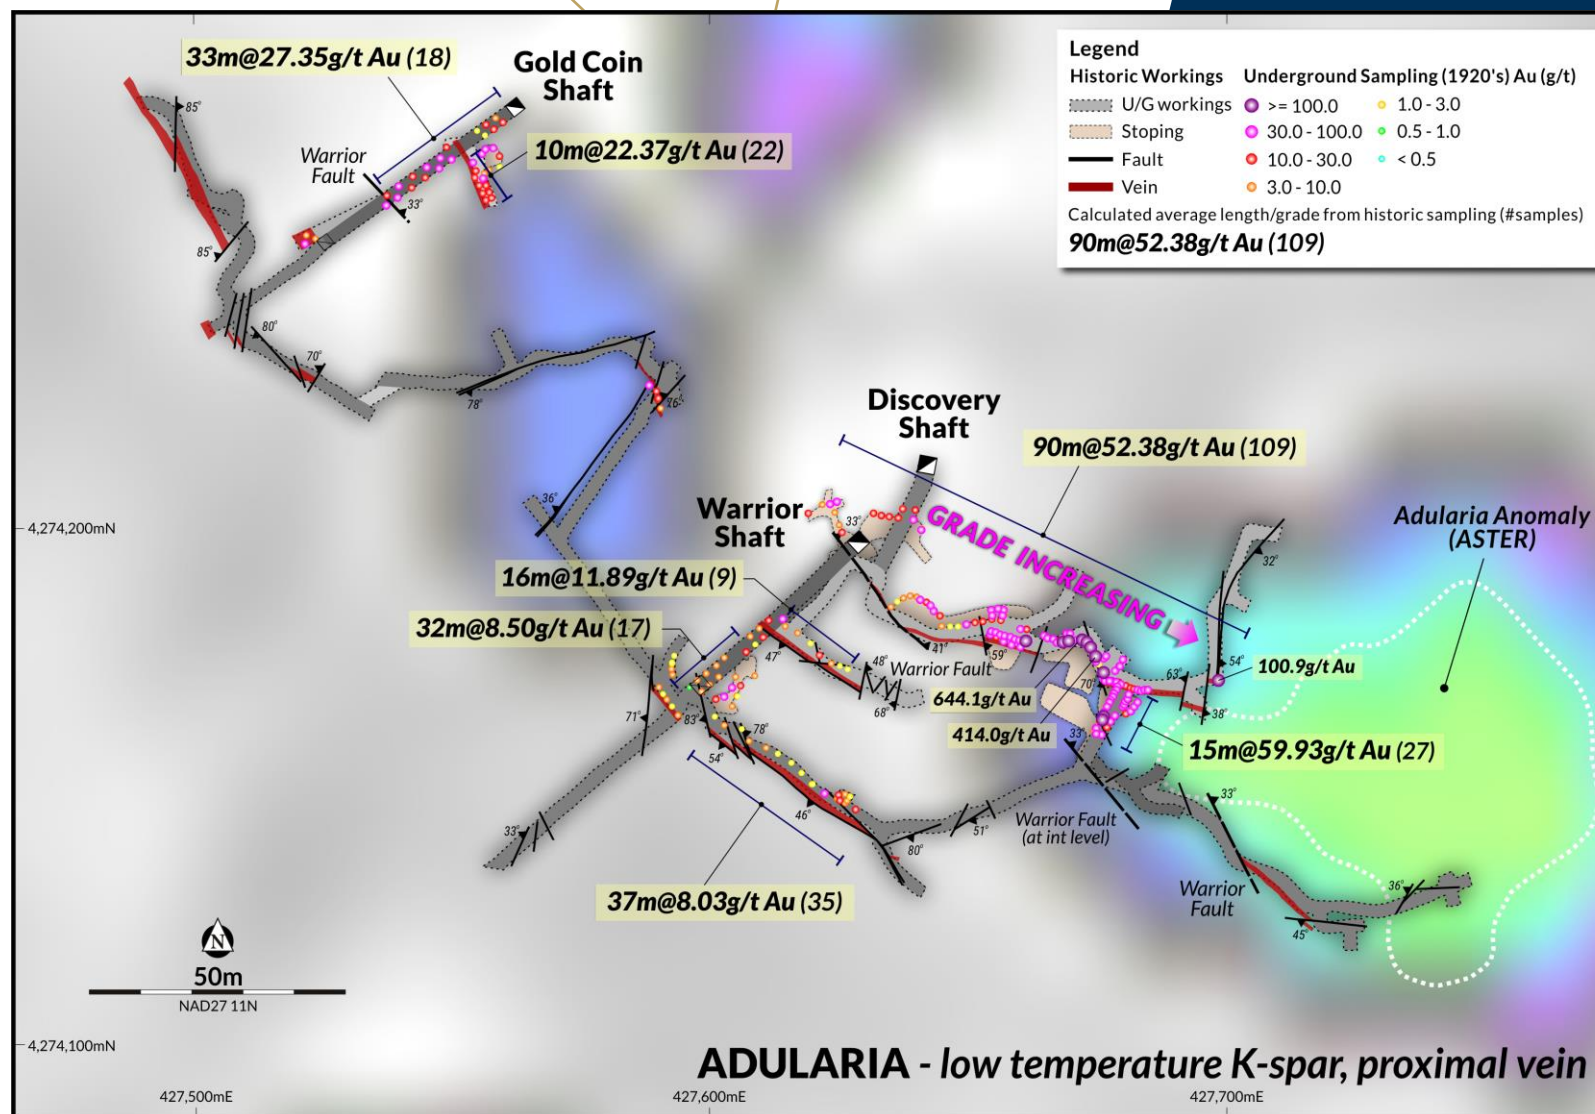 33m@27.35g/t Au (18)
Gold Coin
Shaft
10m@22.37g/t Au (22)
Warrior
Fault
85°
33°
85°
80°
70°
78°
76°
36°
Legend
Historic Workings
U/G workings
Stoping
Fault
Vein
Underground Sampling (1920's) Au (g/t)
>= 100.0
30.0 - 100.0
10.0 - 30.0
3.0 - 10.0
1.0 - 3.0
0.5 - 1.0
< 0.5
Calculated average length/grade from historic sampling (#samples)
90m@52.38g/t Au (109)
Discovery
Shaft
90m@52.38g/t Au (109)
Warrior
Shaft
33°
GRADE INCREASING
Adularia Anomaly
(ASTER)
4,274,200mN
32°
16m@11.89g/t Au (9)
32m@8.50g/t Au (17)
47°
48°
68°
41°
Warrior Fault
59°
70°
63°
54°
38°
100.9g/t Au
644.1g/t Au
414.0g/t Au
15m@59.93g/t Au (27)
71°
83°
78°
54°
46°
33°
33°
33°
51°
80°
Warrior Fault
(at int level)
Warrior
Fault
36°
45°
37m@8.03g/t Au (35)
N
50m
NAD27 11N
4,274,100mN
ADULARIA - low temperature K-spar, proximal vein
427,500mE
427,600mE
427,700mE